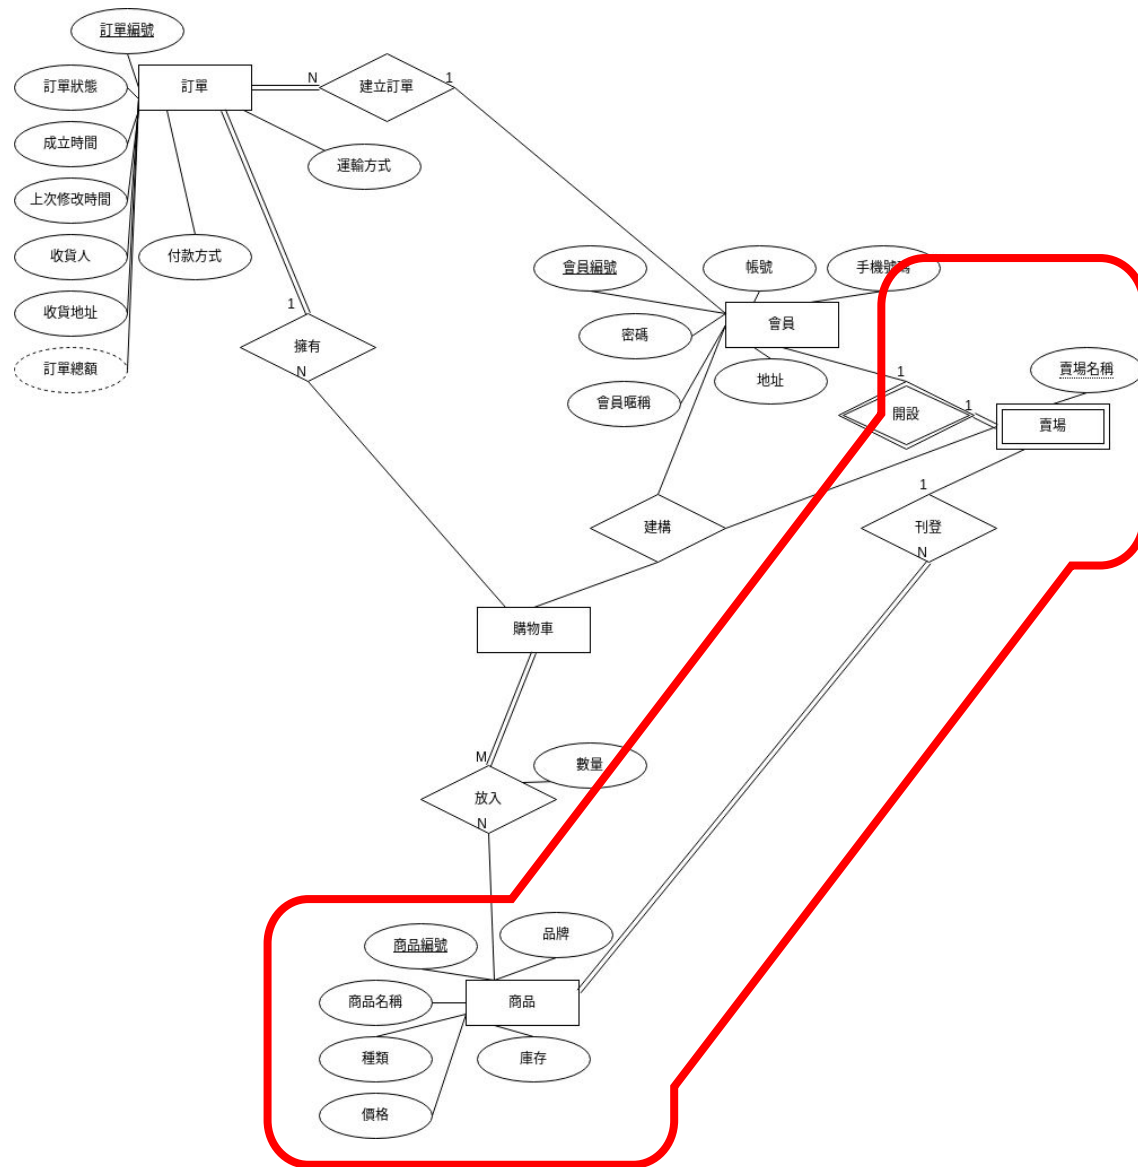 訂單編號
訂單狀態
訂單
N
建立訂單
1
成立時間
運輸方式
上次修改時間
收貨人
付款方式
會員編號
帳號
手機號碼
收貨地址
1
密碼
會員
擁有
N
訂單總額
會員暱稱
地址
1
開設
1
賣場名稱
賣場
建構
1
刊登
N
購物車
M
數量
放入
N
商品編號
品牌
商品名稱
商品
種類
庫存
價格